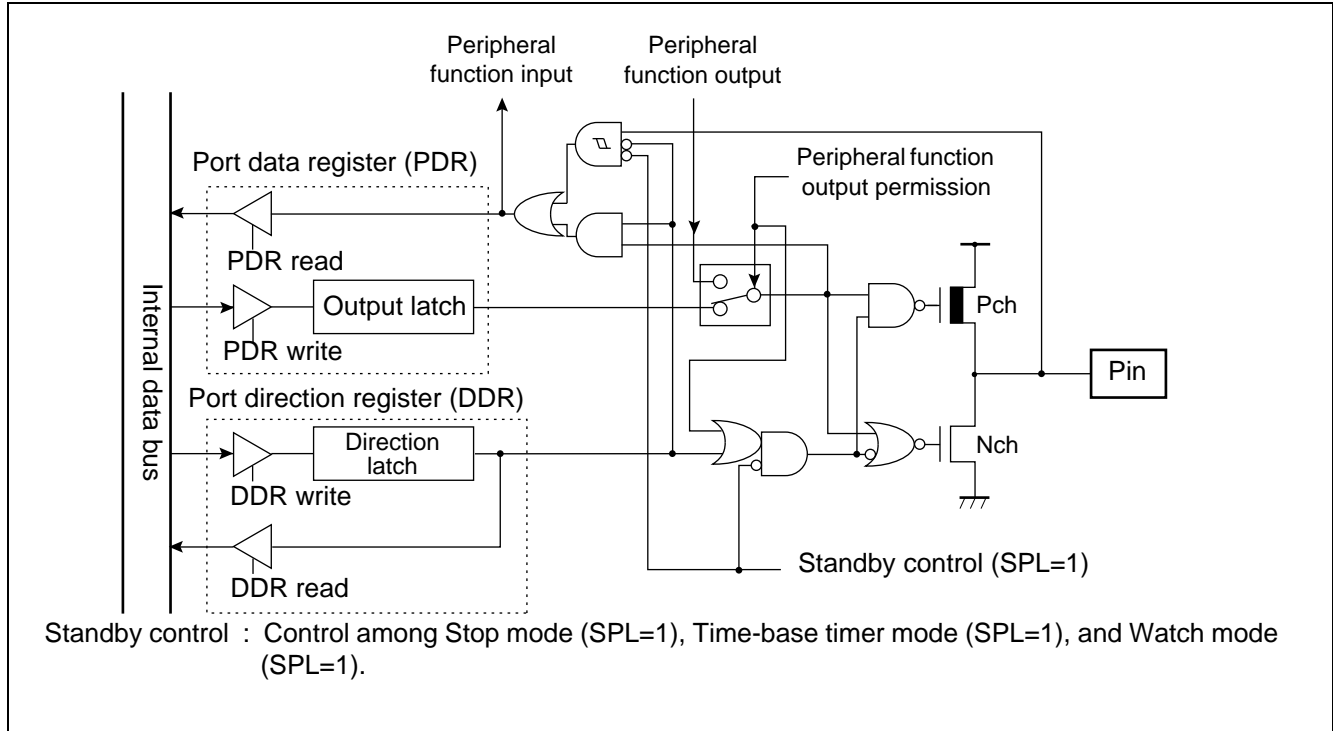 Peripheral
function input
Peripheral
function output
Port data register (PDR)
Peripheral function
output permission
PDR read
Output latch
PDR write
Pch
Internal data bus
Pin
Port direction register (DDR)
Direction
latch
Nch
DDR write
Standby control (SPL=1)
DDR read
Standby control : Control among Stop mode (SPL=1), Time-base timer mode (SPL=1), and Watch mode
(SPL=1).